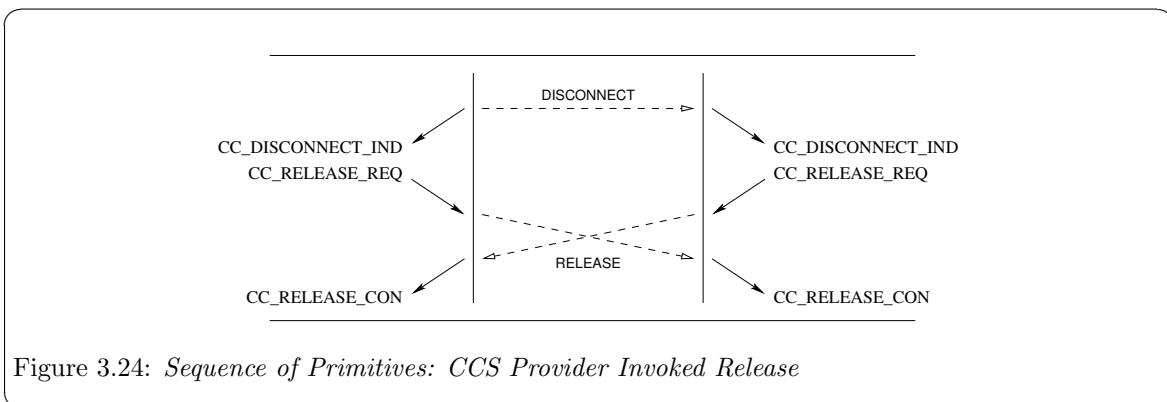 DISCONNECT
CC_DISCONNECT_IND CC_DISCONNECT_IND
CC_RELEASE_REQ CC_RELEASE_REQ
RELEASE
CC_RELEASE_CON CC_RELEASE_CON
Figure 3.24: Sequence of Primitives: CCS Provider Invoked Release